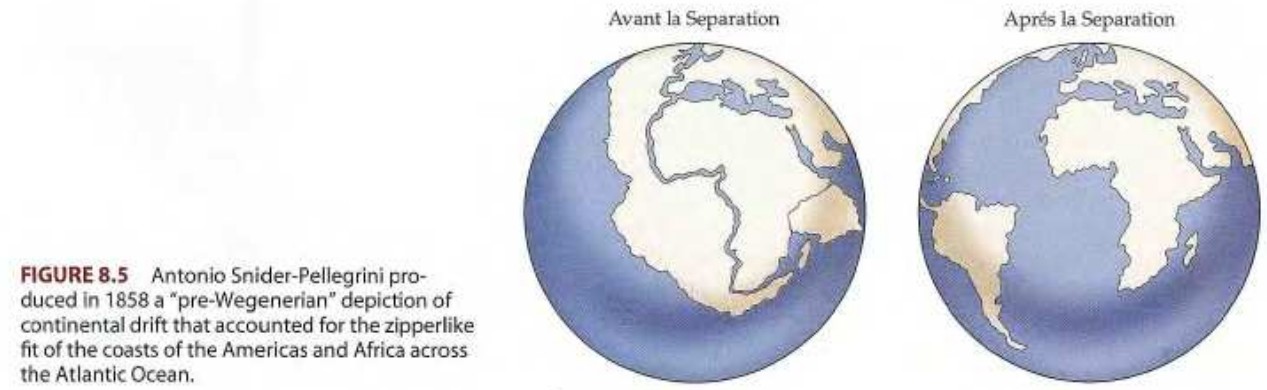 Avant la Separation
Aprés la Separation
FIGURE 8.5 Antonio Snider-Pellegrini pro-
duced in 1858 a "pre-Wegenerian" depiction of
continental drift that accounted for the zipperlike
fit of the coasts of the Americas and Africa across
the Atlantic Ocean.